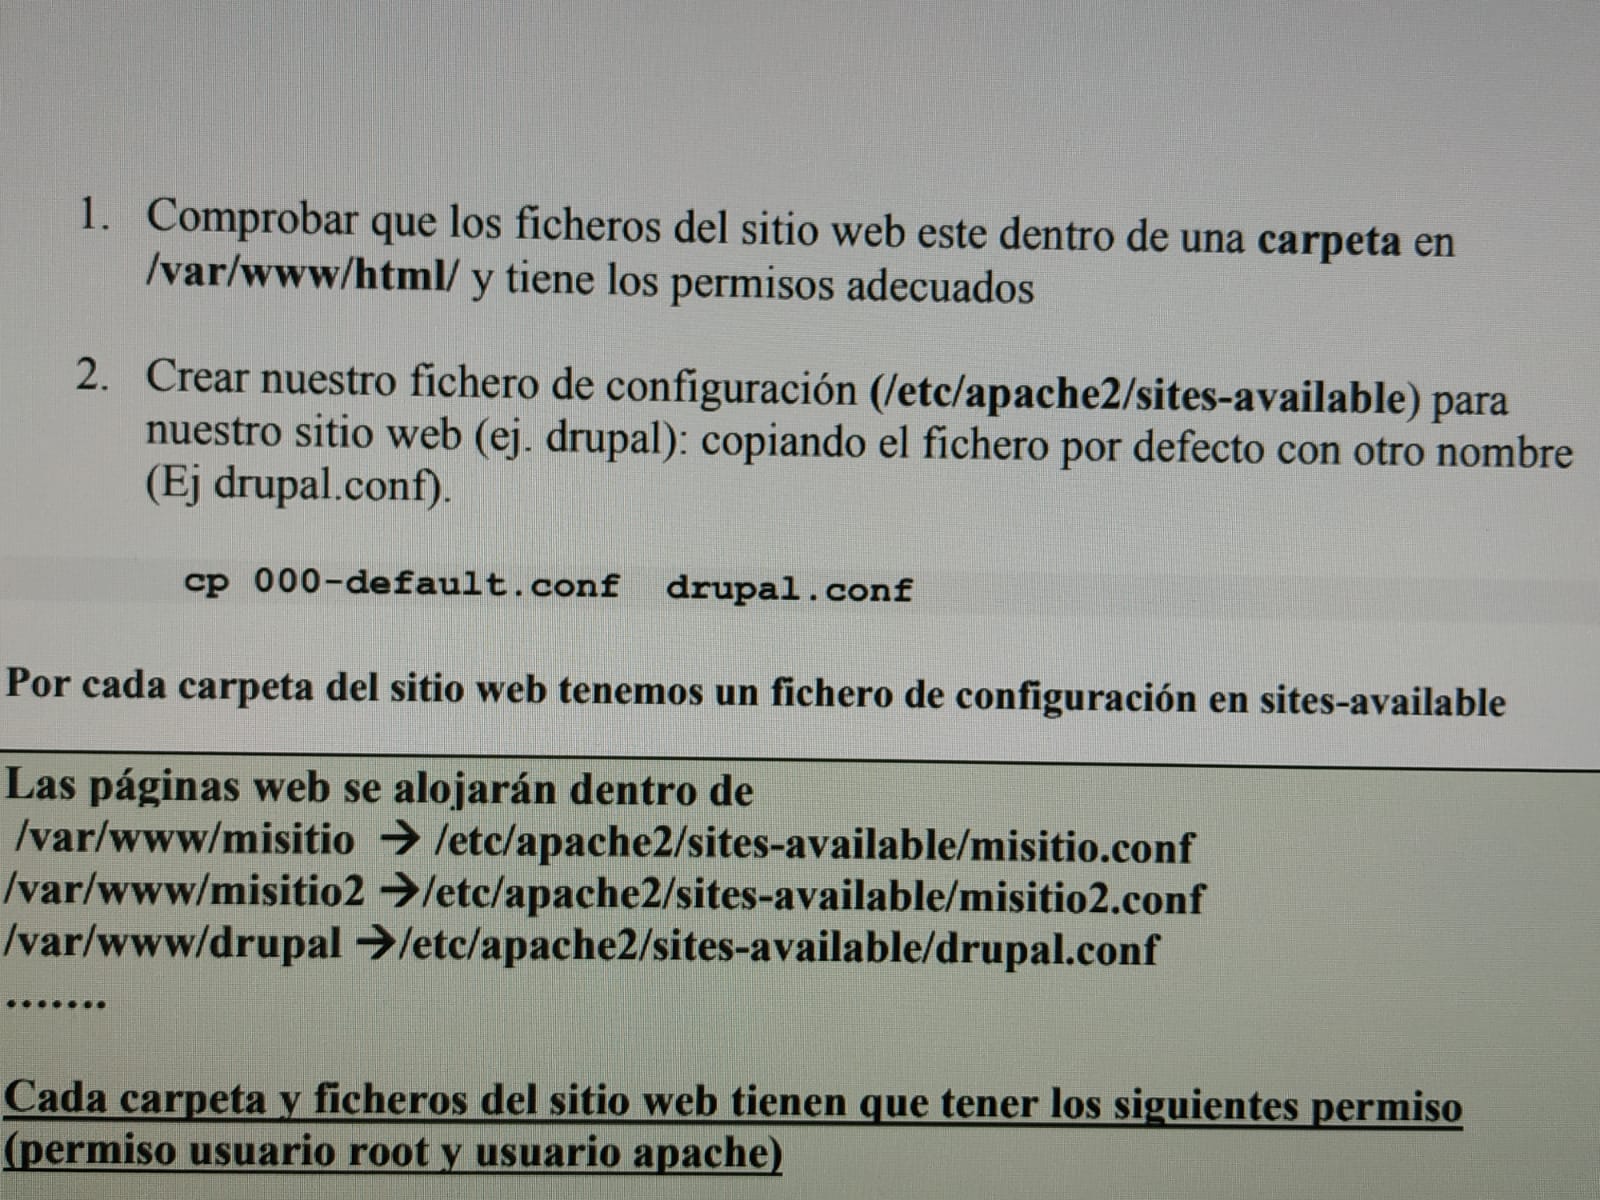 1. Comprobar que los ficheros del sitio web este dentro de una carpeta en
/var/www/html/ y tiene los permisos adecuados
2. Crear nuestro fichero de configuración (/etc/apache2/sites-available) para
nuestro sitio web (ej. drupal): copiando el fichero por defecto con otro nombre
(Ej drupal.conf).
cp 000-default.conf drupal.conf
Por cada carpeta del sitio web tenemos un fichero de configuración en sites-available
Las páginas web se alojarán dentro de
/var/www/misitio → /etc/apache2/sites-available/misitio.conf
/var/www/misitio2 →/etc/apache2/sites-available/misitio2.conf
/var/www/drupal →/etc/apache2/sites-available/drupal.conf
.......
Cada carpeta y ficheros del sitio web tienen que tener los siguientes permiso
(permiso usuario root y usuario apache)